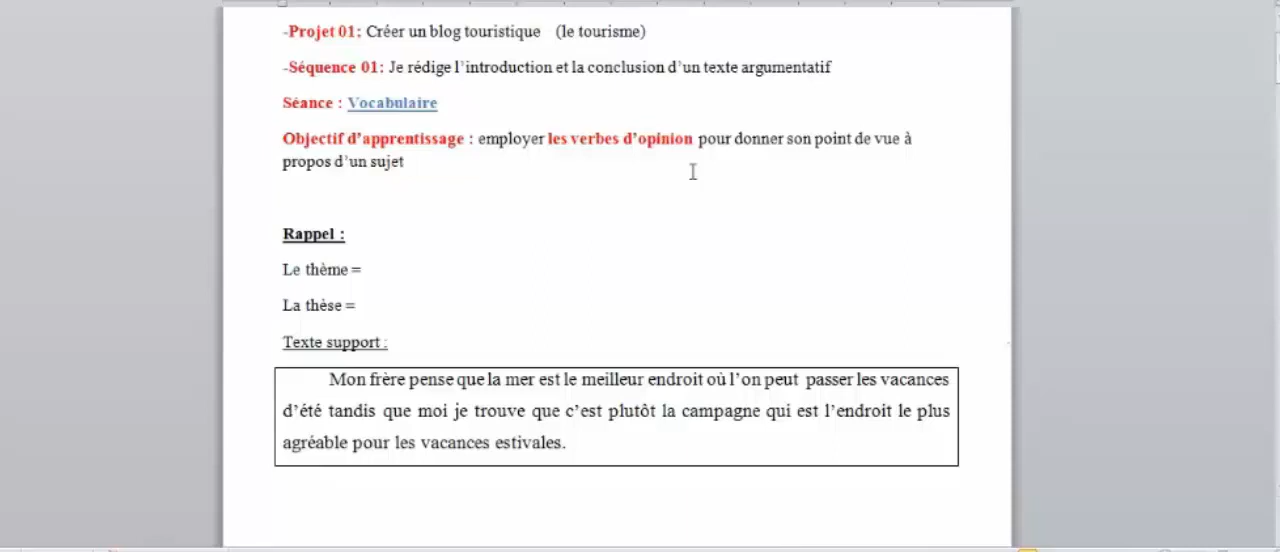 -Projet 01: Créer un blog touristique (le tourisme)
-Séquence 01: Je rédige l'introduction et la conclusion d'un texte argumentatif
Séance : Vocabulaire
Objectif d'apprentissage : employer les verbes d'opinion pour donner son point de vue à
propos d'un sujet
Rappel :
Le thème =
La thèse =
Texte support :
Mon frère pense que la mer est le meilleur endroit où l'on peut passer les vacances
d'été tandis que moi je trouve que c'est plutôt la campagne qui est l'endroit le plus
agréable pour les vacances estivales.